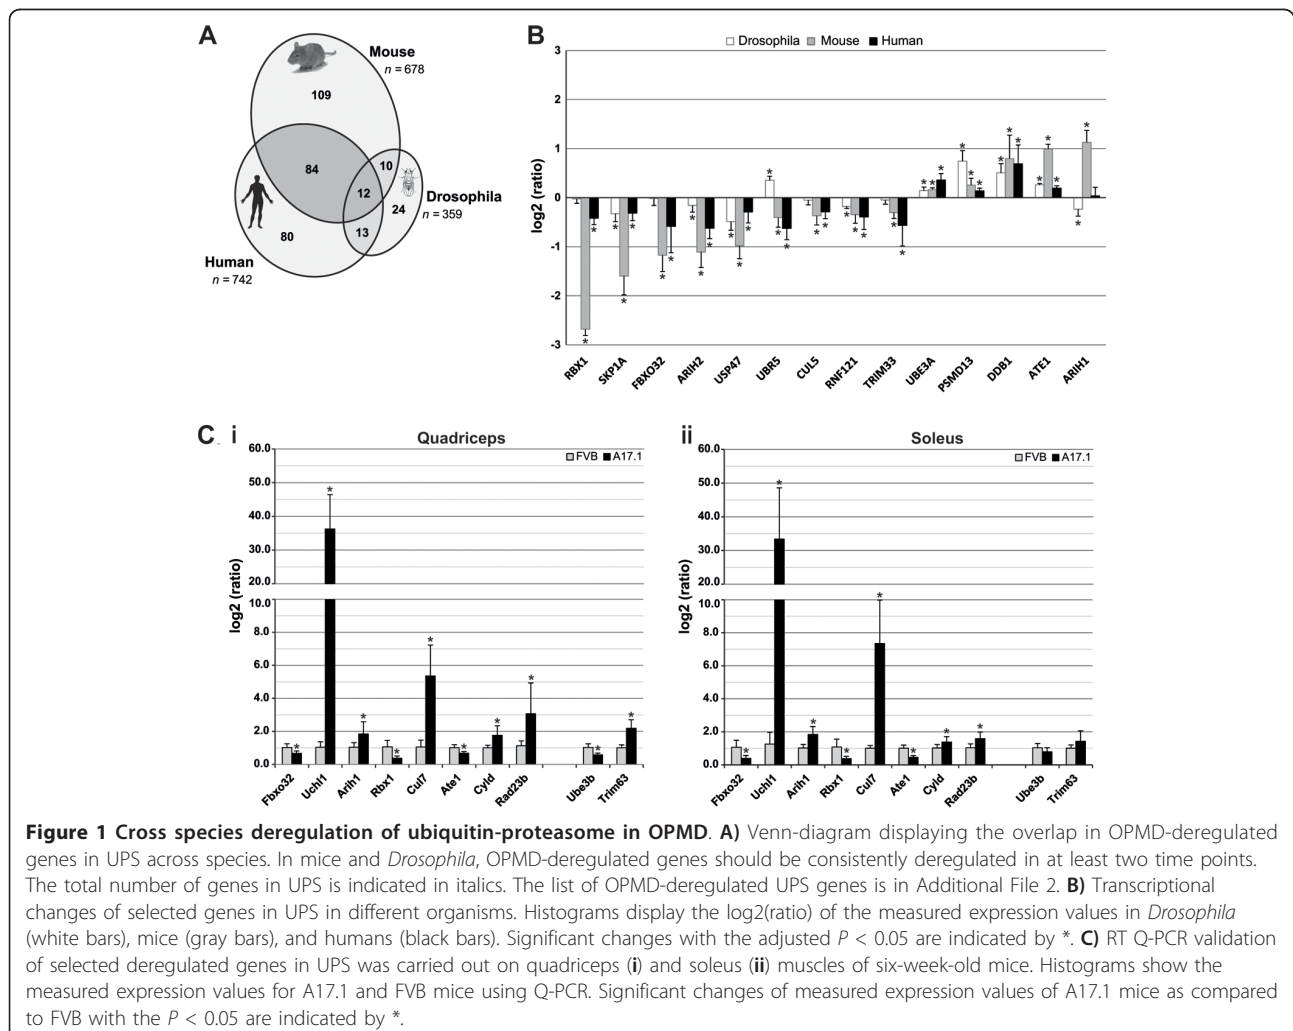 A
Mouse
n = 678
109
84
10
12
Drosophila
24
n = 359
13
80
Human
n = 742
B
Drosophila Mouse Human
3
2
1
0
-1
-2
-3
log2 (ratio)
* * * * * * * * * * * * * * * * * * * * * * * * * * * * * * * * * * * *
RBX1 SKP1A FBXO32 ARIH2 USP47 UBR5 CUL5 RNF121 TRIM33 UBE3A PSMD13 DDB1 ATE1 ARIH1
C i
Quadriceps
FVB A17.1
60.0
50.0
40.0
30.0
20.0
10.0
8.0
6.0
4.0
2.0
0.0
log2 (ratio)
* * * * * * * * * *
Fbxo32 Uchl1 Arih1 Rbx1 Cul7 Ate1 Cyld Rad23b Ube3b Trim63
ii
Soleus
FVB A17.1
60.0
50.0
40.0
30.0
20.0
10.0
8.0
6.0
4.0
2.0
0.0
log2 (ratio)
* * * * * * * *
Fbxo32 Uchl1 Arih1 Rbx1 Cul7 Ate1 Cyld Rad23b Ube3b Trim63
Figure 1 Cross species deregulation of ubiquitin-proteasome in OPMD. A) Venn-diagram displaying the overlap in OPMD-deregulated
genes in UPS across species. In mice and Drosophila, OPMD-deregulated genes should be consistently deregulated in at least two time points.
The total number of genes in UPS is indicated in italics. The list of OPMD-deregulated UPS genes is in Additional File 2. B) Transcriptional
changes of selected genes in UPS in different organisms. Histograms display the log2(ratio) of the measured expression values in Drosophila
(white bars), mice (gray bars), and humans (black bars). Significant changes with the adjusted P < 0.05 are indicated by *. C) RT Q-PCR validation
of selected deregulated genes in UPS was carried out on quadriceps (i) and soleus (ii) muscles of six-week-old mice. Histograms show the
measured expression values for A17.1 and FVB mice using Q-PCR. Significant changes of measured expression values of A17.1 mice as compared
to FVB with the P < 0.05 are indicated by *.